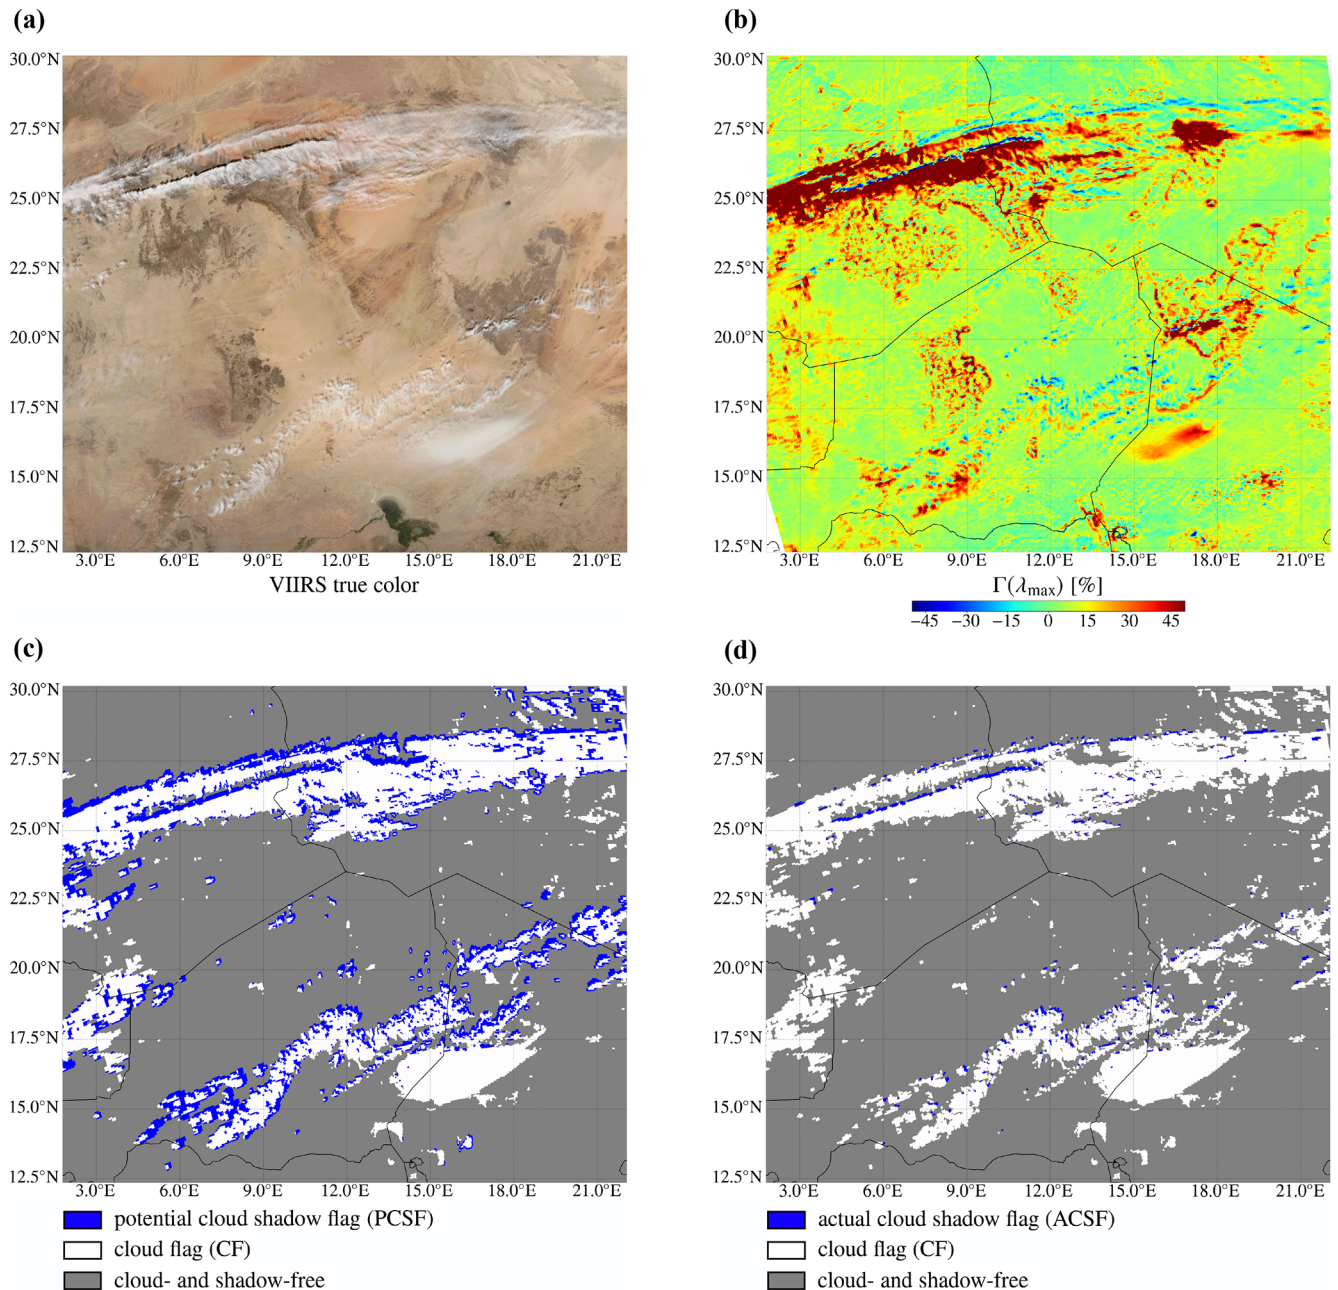 (a)
30.0°N
27.5°N
25.0°N
22.5°N
20.0°N
17.5°N
15.0°N
12.5°N
3.0°E 6.0°E 9.0°E 12.0°E 15.0°E 18.0°E 21.0°E
VIIRS true color
(b)
30.0°N
27.5°N
25.0°N
22.5°N
20.0°N
17.5°N
15.0°N
12.5°N
3.0°E 6.0°E 9.0°E 12.0°E 15.0°E 18.0°E 21.0°E
Γ(λmax) [%]
−45 −30 −15 0 15 30 45
(c)
30.0°N
27.5°N
25.0°N
22.5°N
20.0°N
17.5°N
15.0°N
12.5°N
3.0°E 6.0°E 9.0°E 12.0°E 15.0°E 18.0°E 21.0°E
potential cloud shadow flag (PCSF)
cloud flag (CF)
cloud- and shadow-free
(d)
30.0°N
27.5°N
25.0°N
22.5°N
20.0°N
17.5°N
15.0°N
12.5°N
3.0°E 6.0°E 9.0°E 12.0°E 15.0°E 18.0°E 21.0°E
actual cloud shadow flag (ACSF)
cloud flag (CF)
cloud- and shadow-free